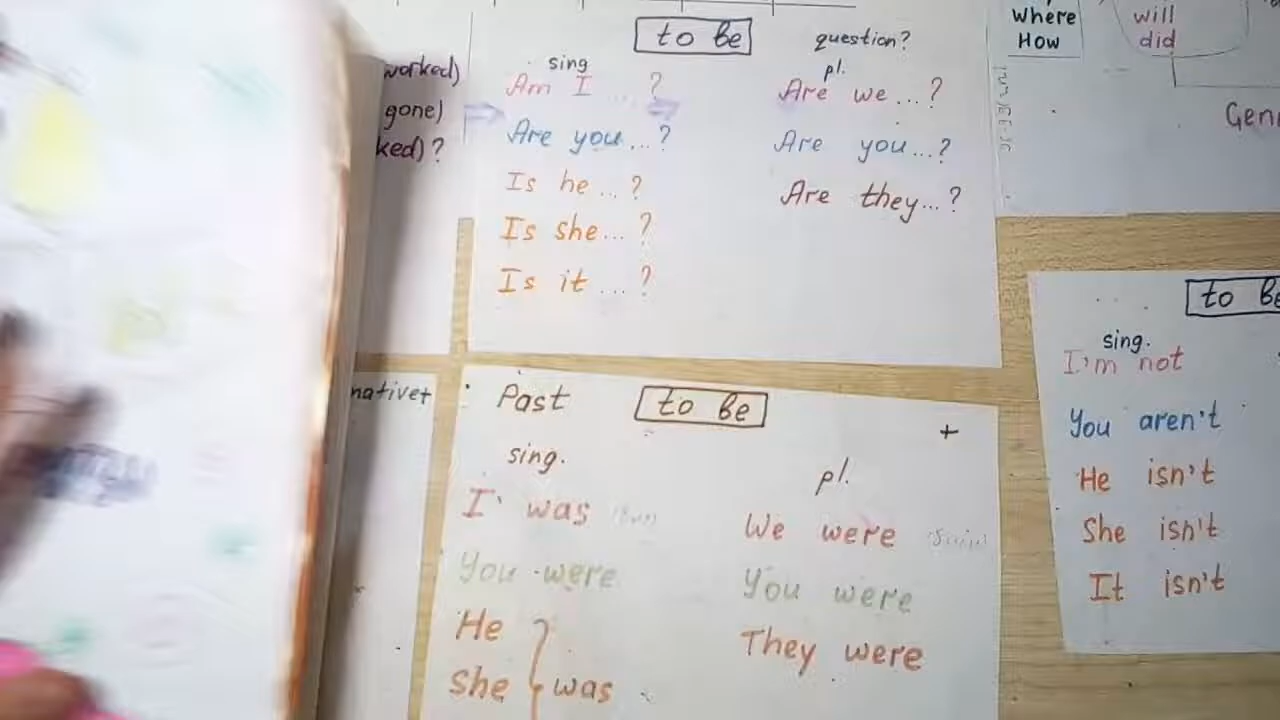 worked)
gone)
ked)?
to be question?
sing pl.
Am I ... ? Are we...?
Are you...? Are you...?
Is he ... ? Are they...?
Is she... ?
Is it ... ?
Where
How
will
did
Gen
native+
Past to be +
sing. pl.
I was We were
You were You were
He They were
She was
to be
sing.
I'm not
You aren't
He isn't
She isn't
It isn't